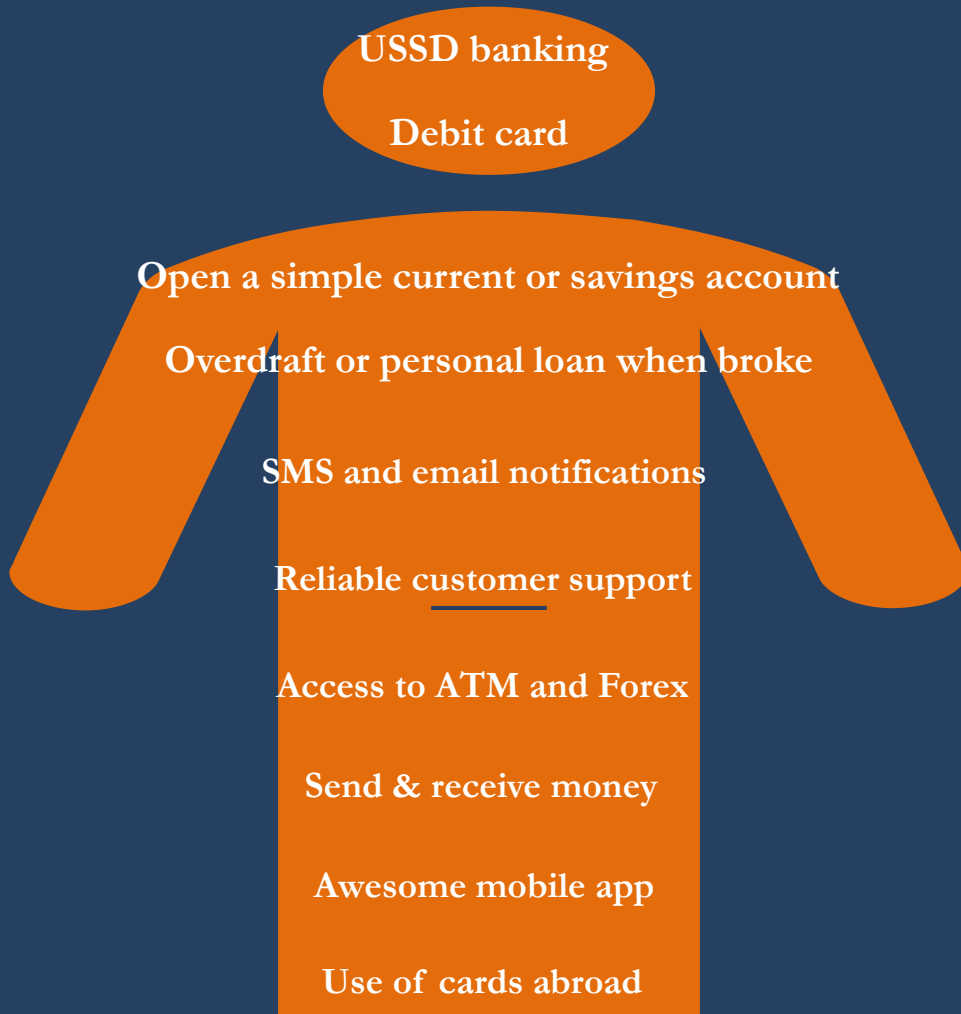 USSD banking
Debit card
Open a simple current or savings account
Overdraft or personal loan when broke
SMS and email notifications
Reliable customer support
Access to ATM and Forex
Send & receive money
Awesome mobile app
Use of cards abroad